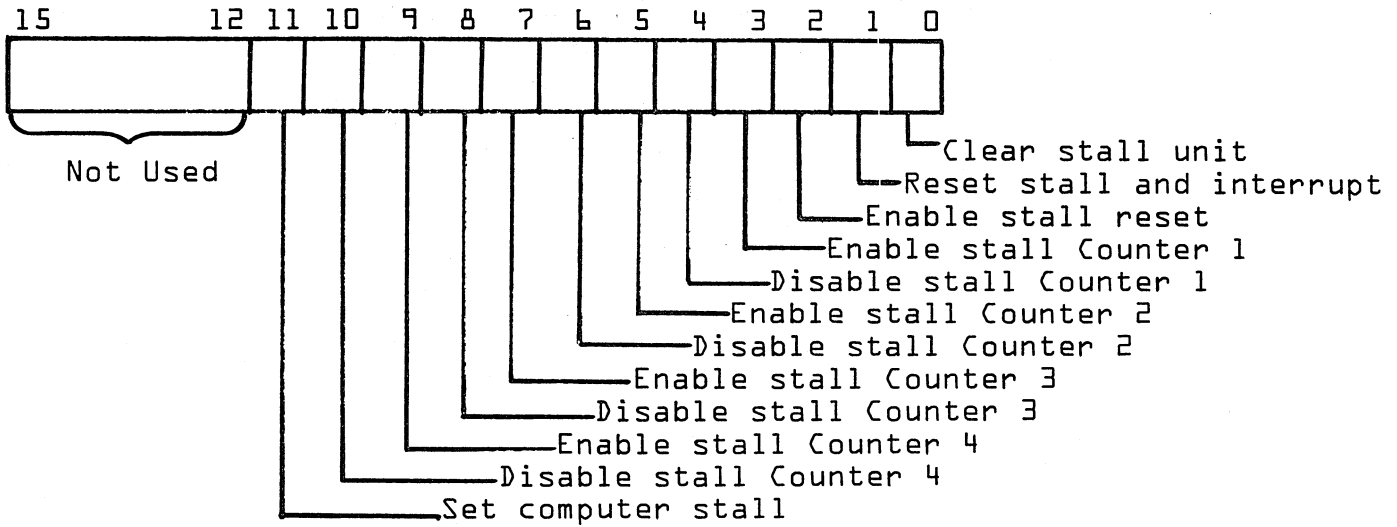 15 12 11 10 9 8 7 6 5 4 3 2 1 0
Not Used
Clear stall unit
Reset stall and interrupt
Enable stall reset
Enable stall Counter 1
Disable stall Counter 1
Enable stall Counter 2
Disable stall Counter 2
Enable stall Counter 3
Disable stall Counter 3
Enable stall Counter 4
Disable stall Counter 4
Set computer stall